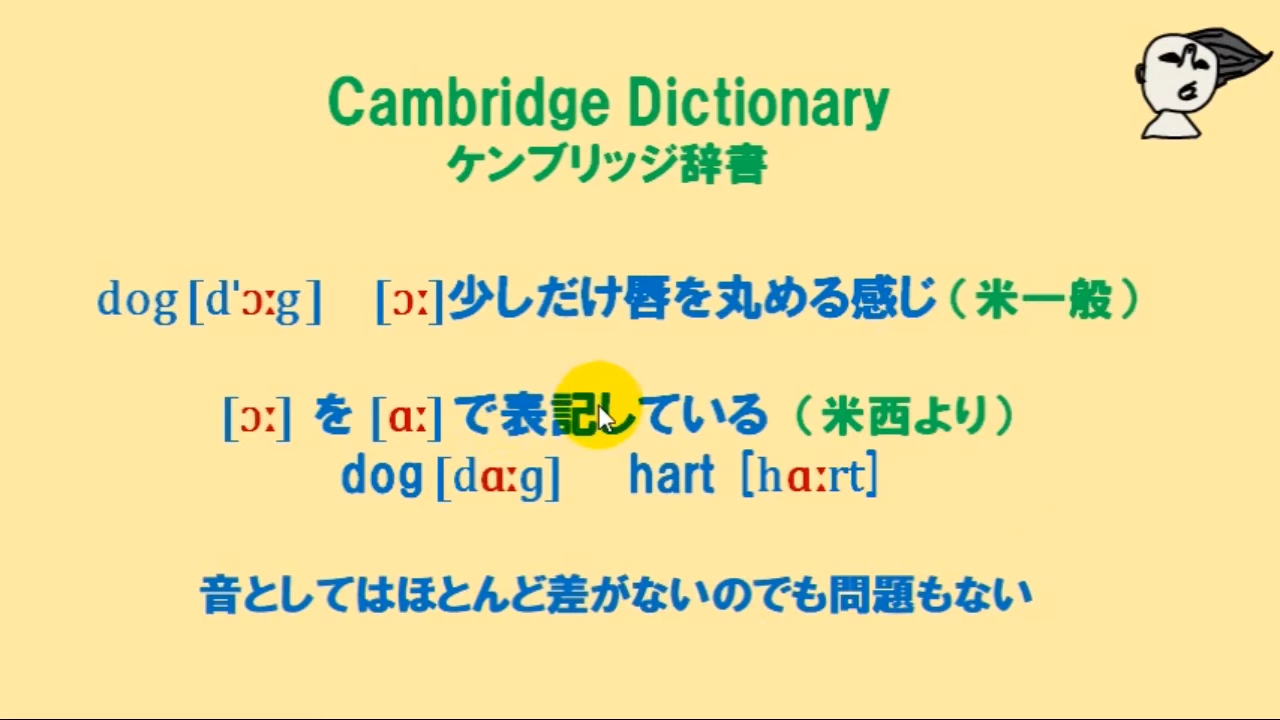 Cambridge Dictionary
ケンブリッジ辞書
dog [d'ɔːg] [ɔː]少しだけ唇を丸める感じ（米一般）
[ɔː] を [ɑː] で表記している （米西より）
dog [dɑːg] hart [hɑːrt]
音としてはほとんど差がないのでも問題もない